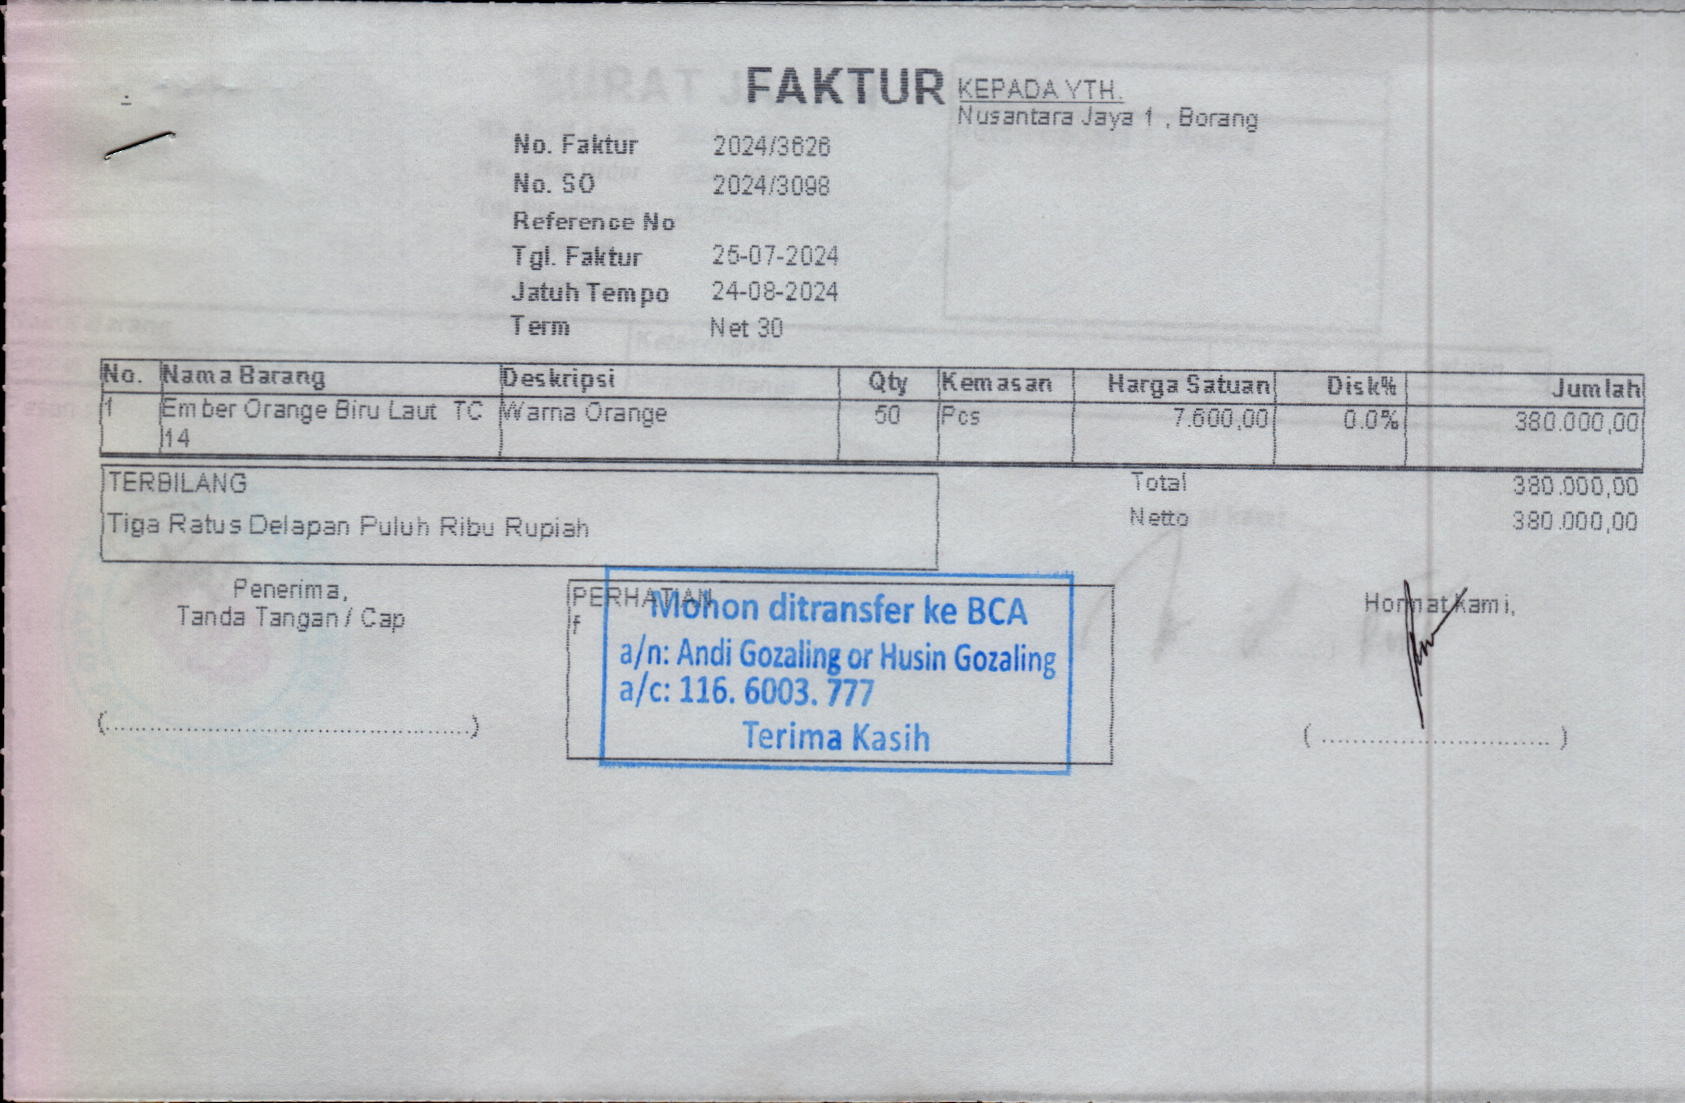 FAKTUR
KEPADA YTH.
Nusantara Jaya 1 , Borang
No. Faktur 2024/3626
No. SO 2024/3098
Reference No
Tgl. Faktur 25-07-2024
Jatuh Tempo 24-08-2024
Term Net 30
No. Nama Barang Deskripsi Qty Kemasan Harga Satuan Disk% Jumlah
1 Ember Orange Biru Laut TC Warna Orange 50 Pcs 7.600,00 0.0% 380.000,00
14
TERBILANG
Tiga Ratus Delapan Puluh Ribu Rupiah
Total 380.000,00
Netto 380.000,00
Penerima,
Tanda Tangan / Cap
PERHATIAN
f
Mohon ditransfer ke BCA
a/n: Andi Gozaling or Husin Gozaling
a/c: 116. 6003. 777
Terima Kasih
Hormat Kami,
(................................................)
( .............................. )